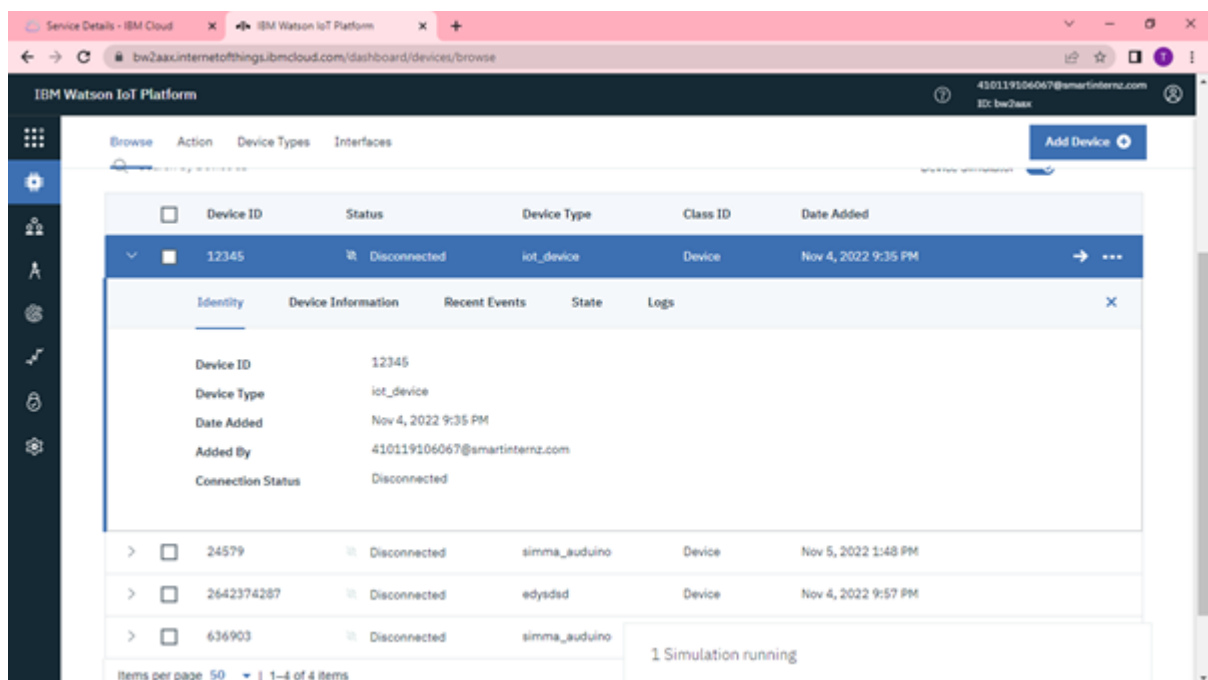 Service Details - IBM Cloud IBM Watson IoT Platform
bw2aax.internetofthings.ibmcloud.com/dashboard/devices/browse T
IBM Watson IoT Platform 410119106067@smartinternz.com
ID: bw2aax
Browse Action Device Types Interfaces Add Device
Device Simulator
Device ID Status Device Type Class ID Date Added
12345 Disconnected iot_device Device Nov 4, 2022 9:35 PM
Identity Device Information Recent Events State Logs
Device ID 12345
Device Type iot_device
Date Added Nov 4, 2022 9:35 PM
Added By 410119106067@smartinternz.com
Connection Status Disconnected
24579 Disconnected simma_auduino Device Nov 5, 2022 1:48 PM
2642374287 Disconnected edysdsd Device Nov 4, 2022 9:57 PM
636903 Disconnected simma_auduino
1 Simulation running
Items per page 50 | 1–4 of 4 items